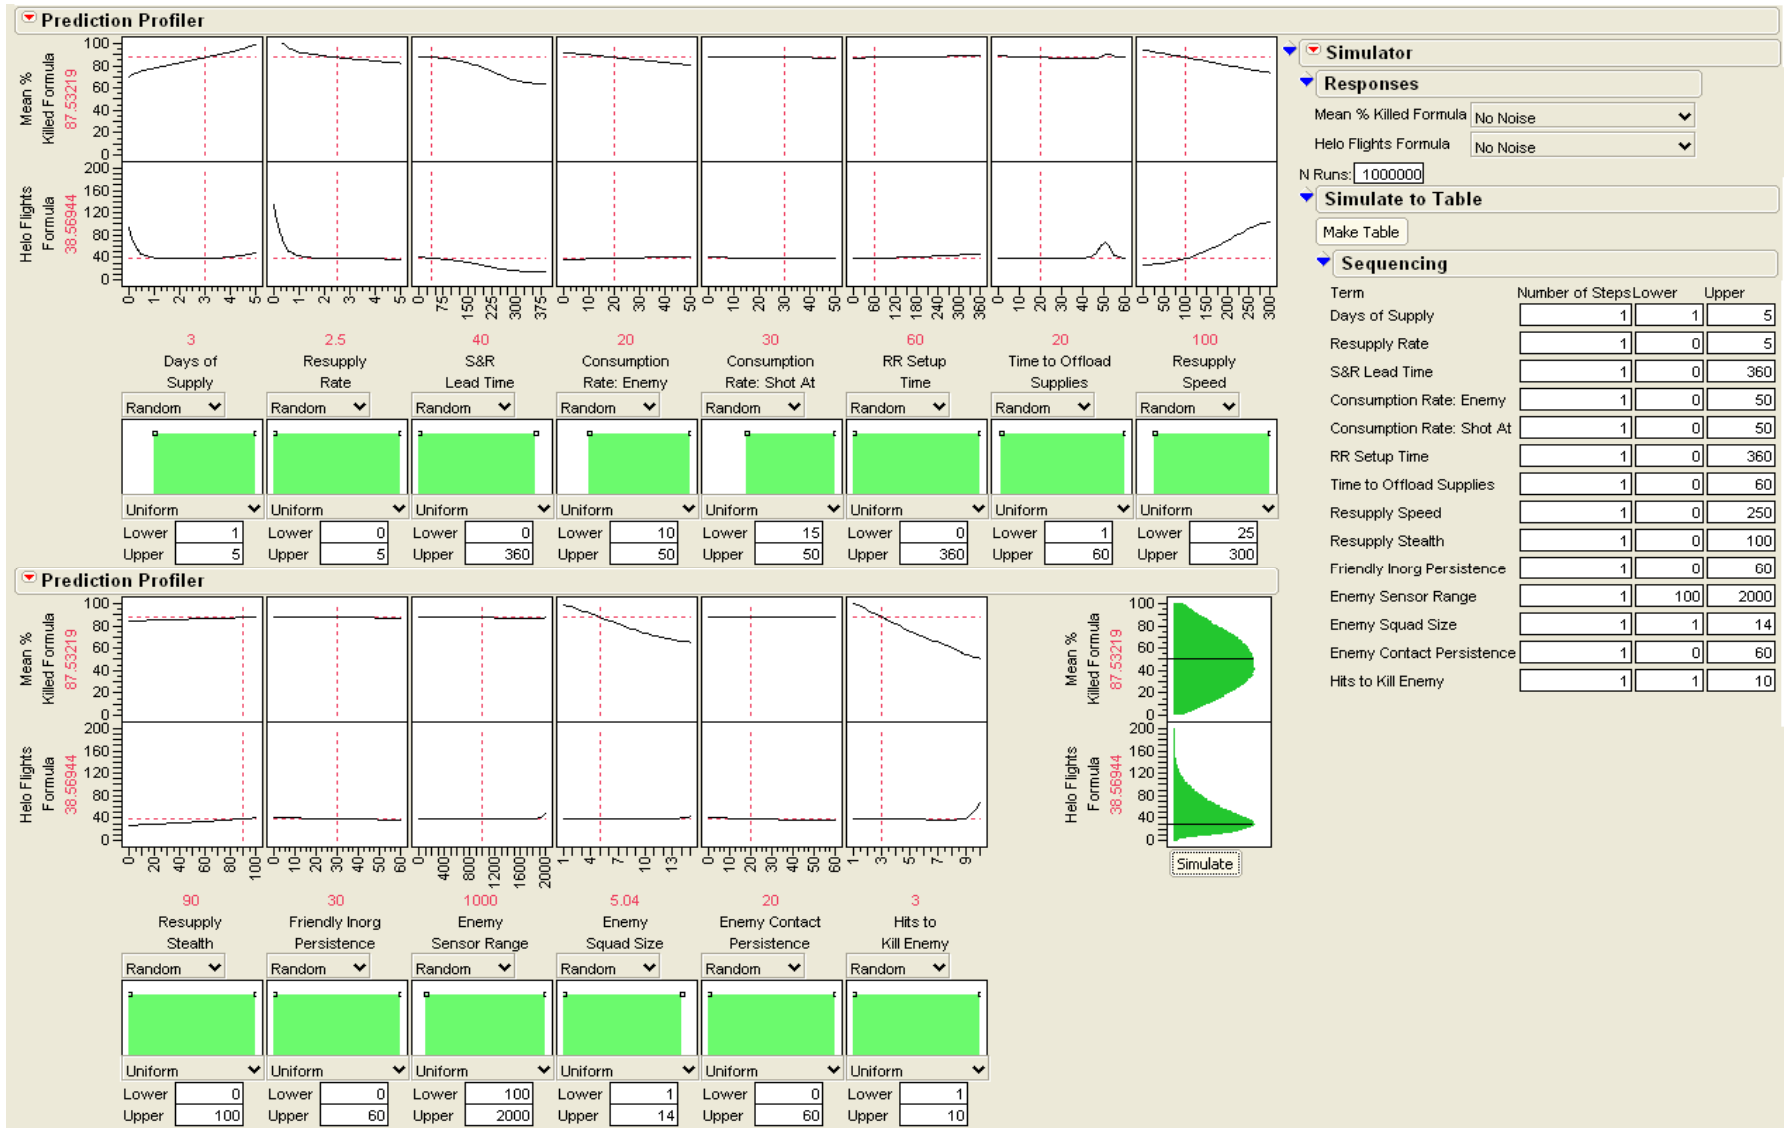 Prediction Profiler
Mean %
Killed Formula
87.53219
100
80
60
40
20
0
Helo Flights
Formula
38.56944
200
160
120
80
40
0
0 1 2 3 4 5
0 1 2 3 4 5
0 75 150 225 300 375
0 10 20 30 40 50
0 10 20 30 40 50
0 60 120 180 240 300 360
0 10 20 30 40 50 60
0 50 100 150 200 250 300
3 2.5 40 20 30 60 20 100
Days of Resupply S&R Consumption Consumption RR Setup Time to Offload Resupply
Supply Rate Lead Time Rate: Enemy Rate: Shot At Time Supplies Speed
Random Random Random Random Random Random Random Random
Uniform Uniform Uniform Uniform Uniform Uniform Uniform Uniform
Lower 1 Lower 0 Lower 0 Lower 10 Lower 15 Lower 0 Lower 1 Lower 25
Upper 5 Upper 5 Upper 360 Upper 50 Upper 50 Upper 360 Upper 60 Upper 300
Prediction Profiler
Mean %
Killed Formula
87.53219
100
80
60
40
20
0
Helo Flights
Formula
38.56944
200
160
120
80
40
0
0 20 40 60 80 100
0 10 20 30 40 50 60
0 400 800 1200 1600 2000
1 4 7 10 13
0 10 20 30 40 50 60
1 3 5 7 9
90 30 1000 5.04 20 3
Resupply Friendly Inorg Enemy Enemy Enemy Contact Hits to
Stealth Persistence Sensor Range Squad Size Persistence Kill Enemy
Random Random Random Random Random Random
Uniform Uniform Uniform Uniform Uniform Uniform
Lower 0 Lower 0 Lower 100 Lower 1 Lower 0 Lower 1
Upper 100 Upper 60 Upper 2000 Upper 14 Upper 60 Upper 10
Mean %
Killed Formula
87.53219
100
80
60
40
20
0
Helo Flights
Formula
38.56944
200
160
120
80
40
0
Simulate
Simulator
Responses
Mean % Killed Formula No Noise
Helo Flights Formula No Noise
N Runs: 1000000
Simulate to Table
Make Table
Sequencing
Term Number of Steps Lower Upper
Days of Supply 1 1 5
Resupply Rate 1 0 5
S&R Lead Time 1 0 360
Consumption Rate: Enemy 1 0 50
Consumption Rate: Shot At 1 0 50
RR Setup Time 1 0 360
Time to Offload Supplies 1 0 60
Resupply Speed 1 0 250
Resupply Stealth 1 0 100
Friendly Inorg Persistence 1 0 60
Enemy Sensor Range 1 100 2000
Enemy Squad Size 1 1 14
Enemy Contact Persistence 1 0 60
Hits to Kill Enemy 1 1 10